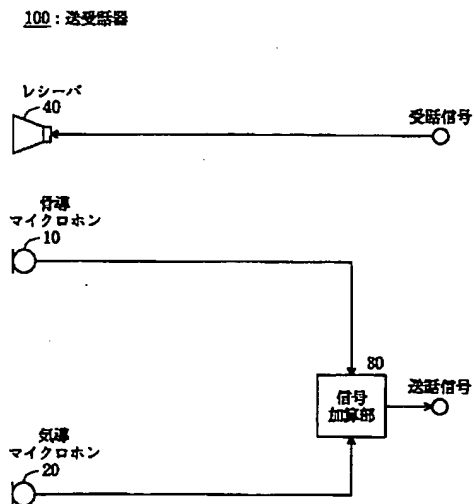 100：送受話器
レシーバ
40
受話信号
骨導
マイクロホン
10
80
信号
加算部
送話信号
気導
マイクロホン
20